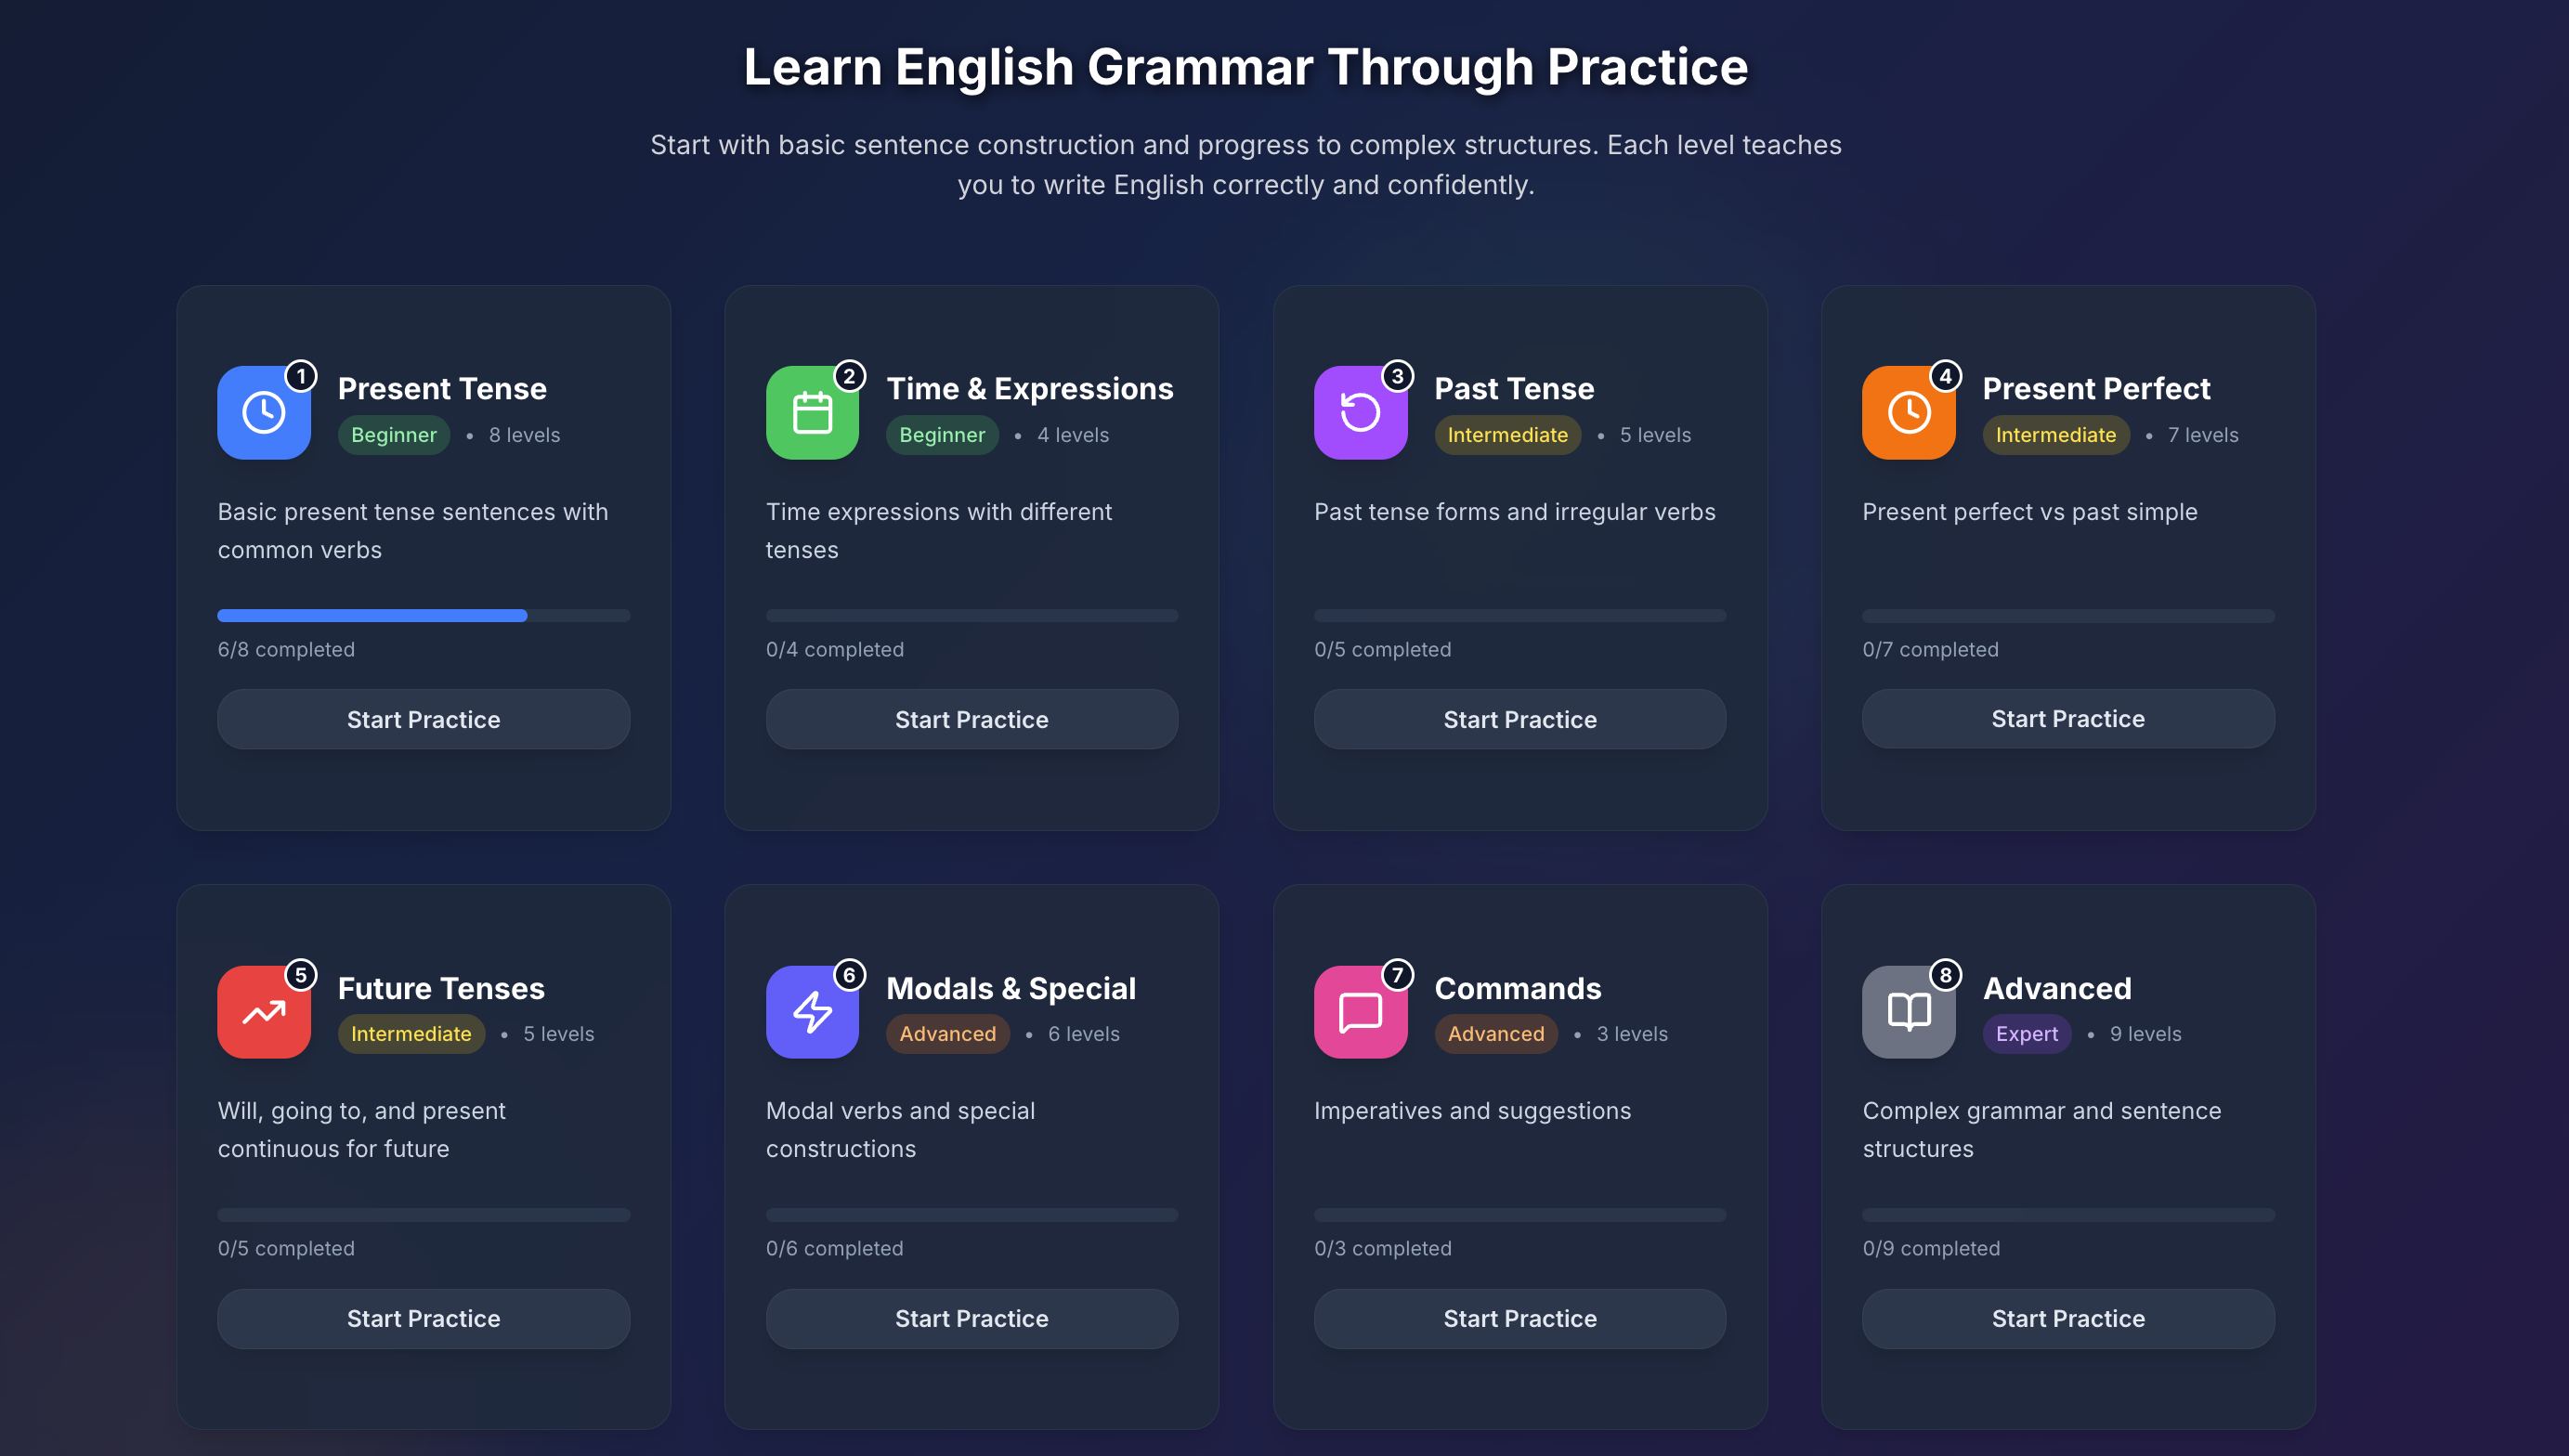 Learn English Grammar Through Practice
Start with basic sentence construction and progress to complex structures. Each level teaches
you to write English correctly and confidently.
1
Present Tense
Beginner • 8 levels
Basic present tense sentences with
common verbs
6/8 completed
Start Practice
2
Time & Expressions
Beginner • 4 levels
Time expressions with different
tenses
0/4 completed
Start Practice
3
Past Tense
Intermediate • 5 levels
Past tense forms and irregular verbs
0/5 completed
Start Practice
4
Present Perfect
Intermediate • 7 levels
Present perfect vs past simple
0/7 completed
Start Practice
5
Future Tenses
Intermediate • 5 levels
Will, going to, and present
continuous for future
0/5 completed
Start Practice
6
Modals & Special
Advanced • 6 levels
Modal verbs and special
constructions
0/6 completed
Start Practice
7
Commands
Advanced • 3 levels
Imperatives and suggestions
0/3 completed
Start Practice
8
Advanced
Expert • 9 levels
Complex grammar and sentence
structures
0/9 completed
Start Practice